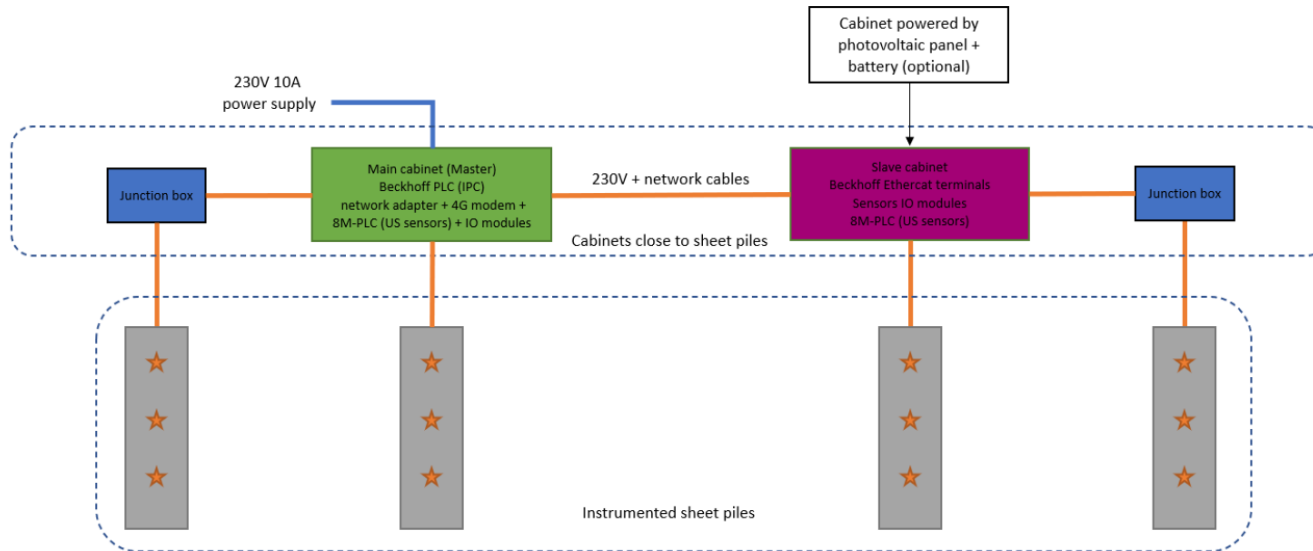 Cabinet powered by
photovoltaic panel +
battery (optional)
230V 10A
power supply
Junction box
Main cabinet (Master)
Beckhoff PLC (IPC)
network adapter + 4G modem +
8M-PLC (US sensors) + IO modules
230V + network cables
Slave cabinet
Beckhoff Ethercat terminals
Sensors IO modules
8M-PLC (US sensors)
Junction box
Cabinets close to sheet piles
Instrumented sheet piles